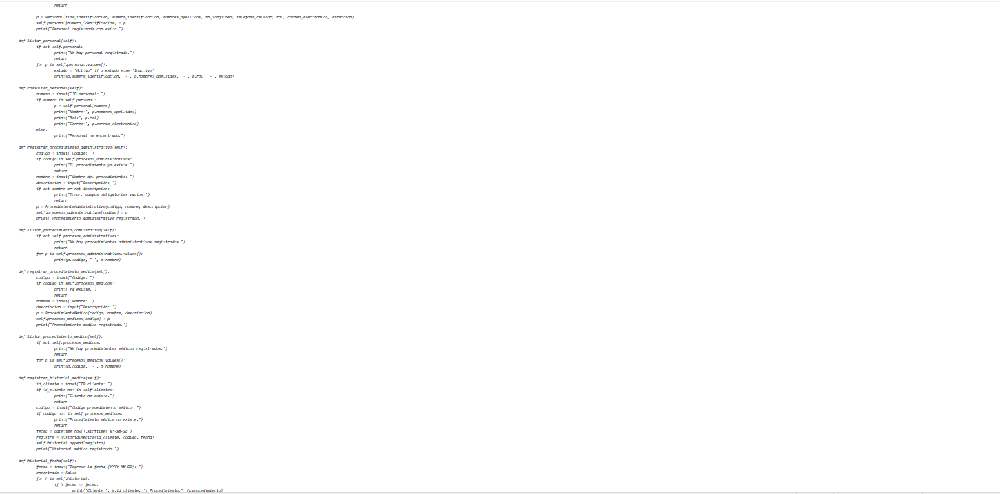 return
p = Personal(tipo_identificacion, numero_identificacion, nombres_apellidos, rh_sanguineo, telefono_celular, rol, correo_electronico, direccion)
self.personal[numero_identificacion] = p
print("Personal registrado con éxito.")
def listar_personal(self):
if not self.personal:
print("No hay personal registrado.")
return
for p in self.personal.values():
estado = "Activo" if p.estado else "Inactivo"
print(p.numero_identificacion, "-", p.nombres_apellidos, "-", p.rol, "-", estado)
def consultar_personal(self):
numero = input("ID personal: ")
if numero in self.personal:
p = self.personal[numero]
print("Nombre:", p.nombres_apellidos)
print("Rol:", p.rol)
print("Correo:", p.correo_electronico)
else:
print("Personal no encontrado.")
def registrar_procedimiento_administrativo(self):
codigo = input("Código: ")
if codigo in self.procesos_administrativos:
print("El procedimiento ya existe.")
return
nombre = input("Nombre del procedimiento: ")
descripcion = input("Descripción: ")
if not nombre or not descripcion:
print("Error: campos obligatorios vacíos.")
return
p = ProcedimientoAdministrativo(codigo, nombre, descripcion)
self.procesos_administrativos[codigo] = p
print("Procedimiento administrativo registrado.")
def listar_procedimiento_admistrativo(self):
if not self.procesos_administrativos:
print("No hay procedimientos administrativos registrados.")
return
for p in self.procesos_administrativos.values():
print(p.codigo, "-", p.nombre)
def registrar_procedimiento_medico(self):
codigo = input("Código: ")
if codigo in self.procesos_medicos:
print("Ya existe.")
return
nombre = input("Nombre: ")
descripcion = input("Descripción: ")
p = ProcedimientoMedico(codigo, nombre, descripcion)
self.procesos_medicos[codigo] = p
print("Procedimiento médico registrado.")
def listar_procedimiento_medico(self):
if not self.procesos_medicos:
print("No hay procedimientos médicos registrados.")
return
for p in self.procesos_medicos.values():
print(p.codigo, "-", p.nombre)
def registrar_historial_medico(self):
id_cliente = input("ID cliente: ")
if id_cliente not in self.clientes:
print("Cliente no existe.")
return
codigo = input("Código procedimiento médico: ")
if codigo not in self.procesos_medicos:
print("Procedimiento médico no existe.")
return
fecha = datetime.now().strftime("%Y-%m-%d")
registro = HistorialMedico(id_cliente, codigo, fecha)
self.historial.append(registro)
print("Historial médico registrado.")
def historial_fecha(self):
fecha = input("Ingrese la fecha (YYYY-MM-DD): ")
encontrado = False
for h in self.historial:
if h.fecha == fecha:
print("Cliente:", h.id_cliente, "| Procedimiento:", h.procedimiento)